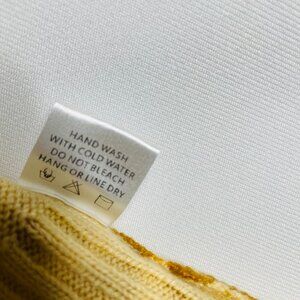 HAND WASH
WITH COLD WATER
DO NOT BLEACH
HANG OR LINE DRY